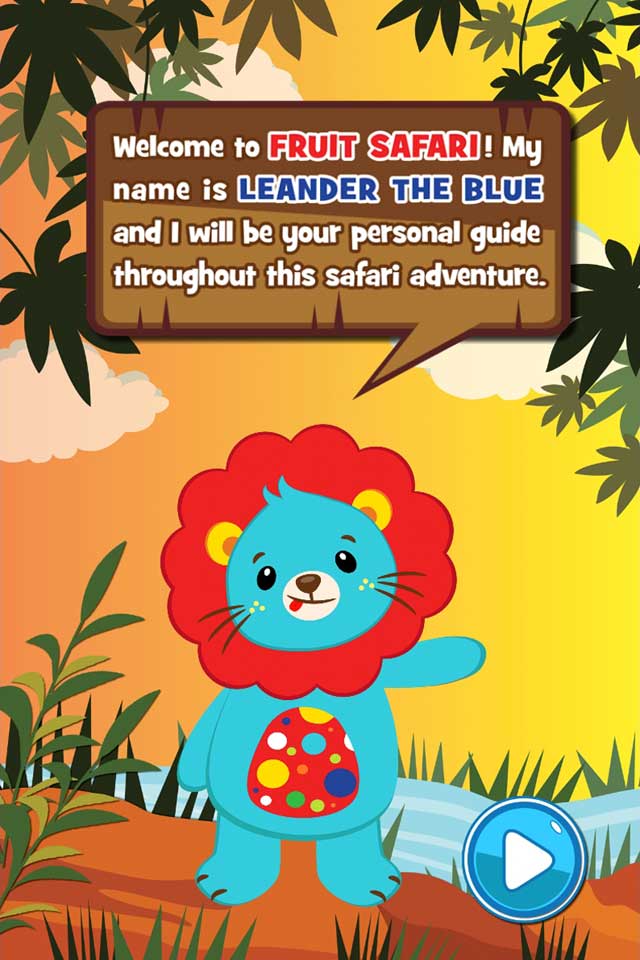 Welcome to FRUIT SAFARI! My
name is LEANDER THE BLUE
and I will be your personal guide
throughout this safari adventure.